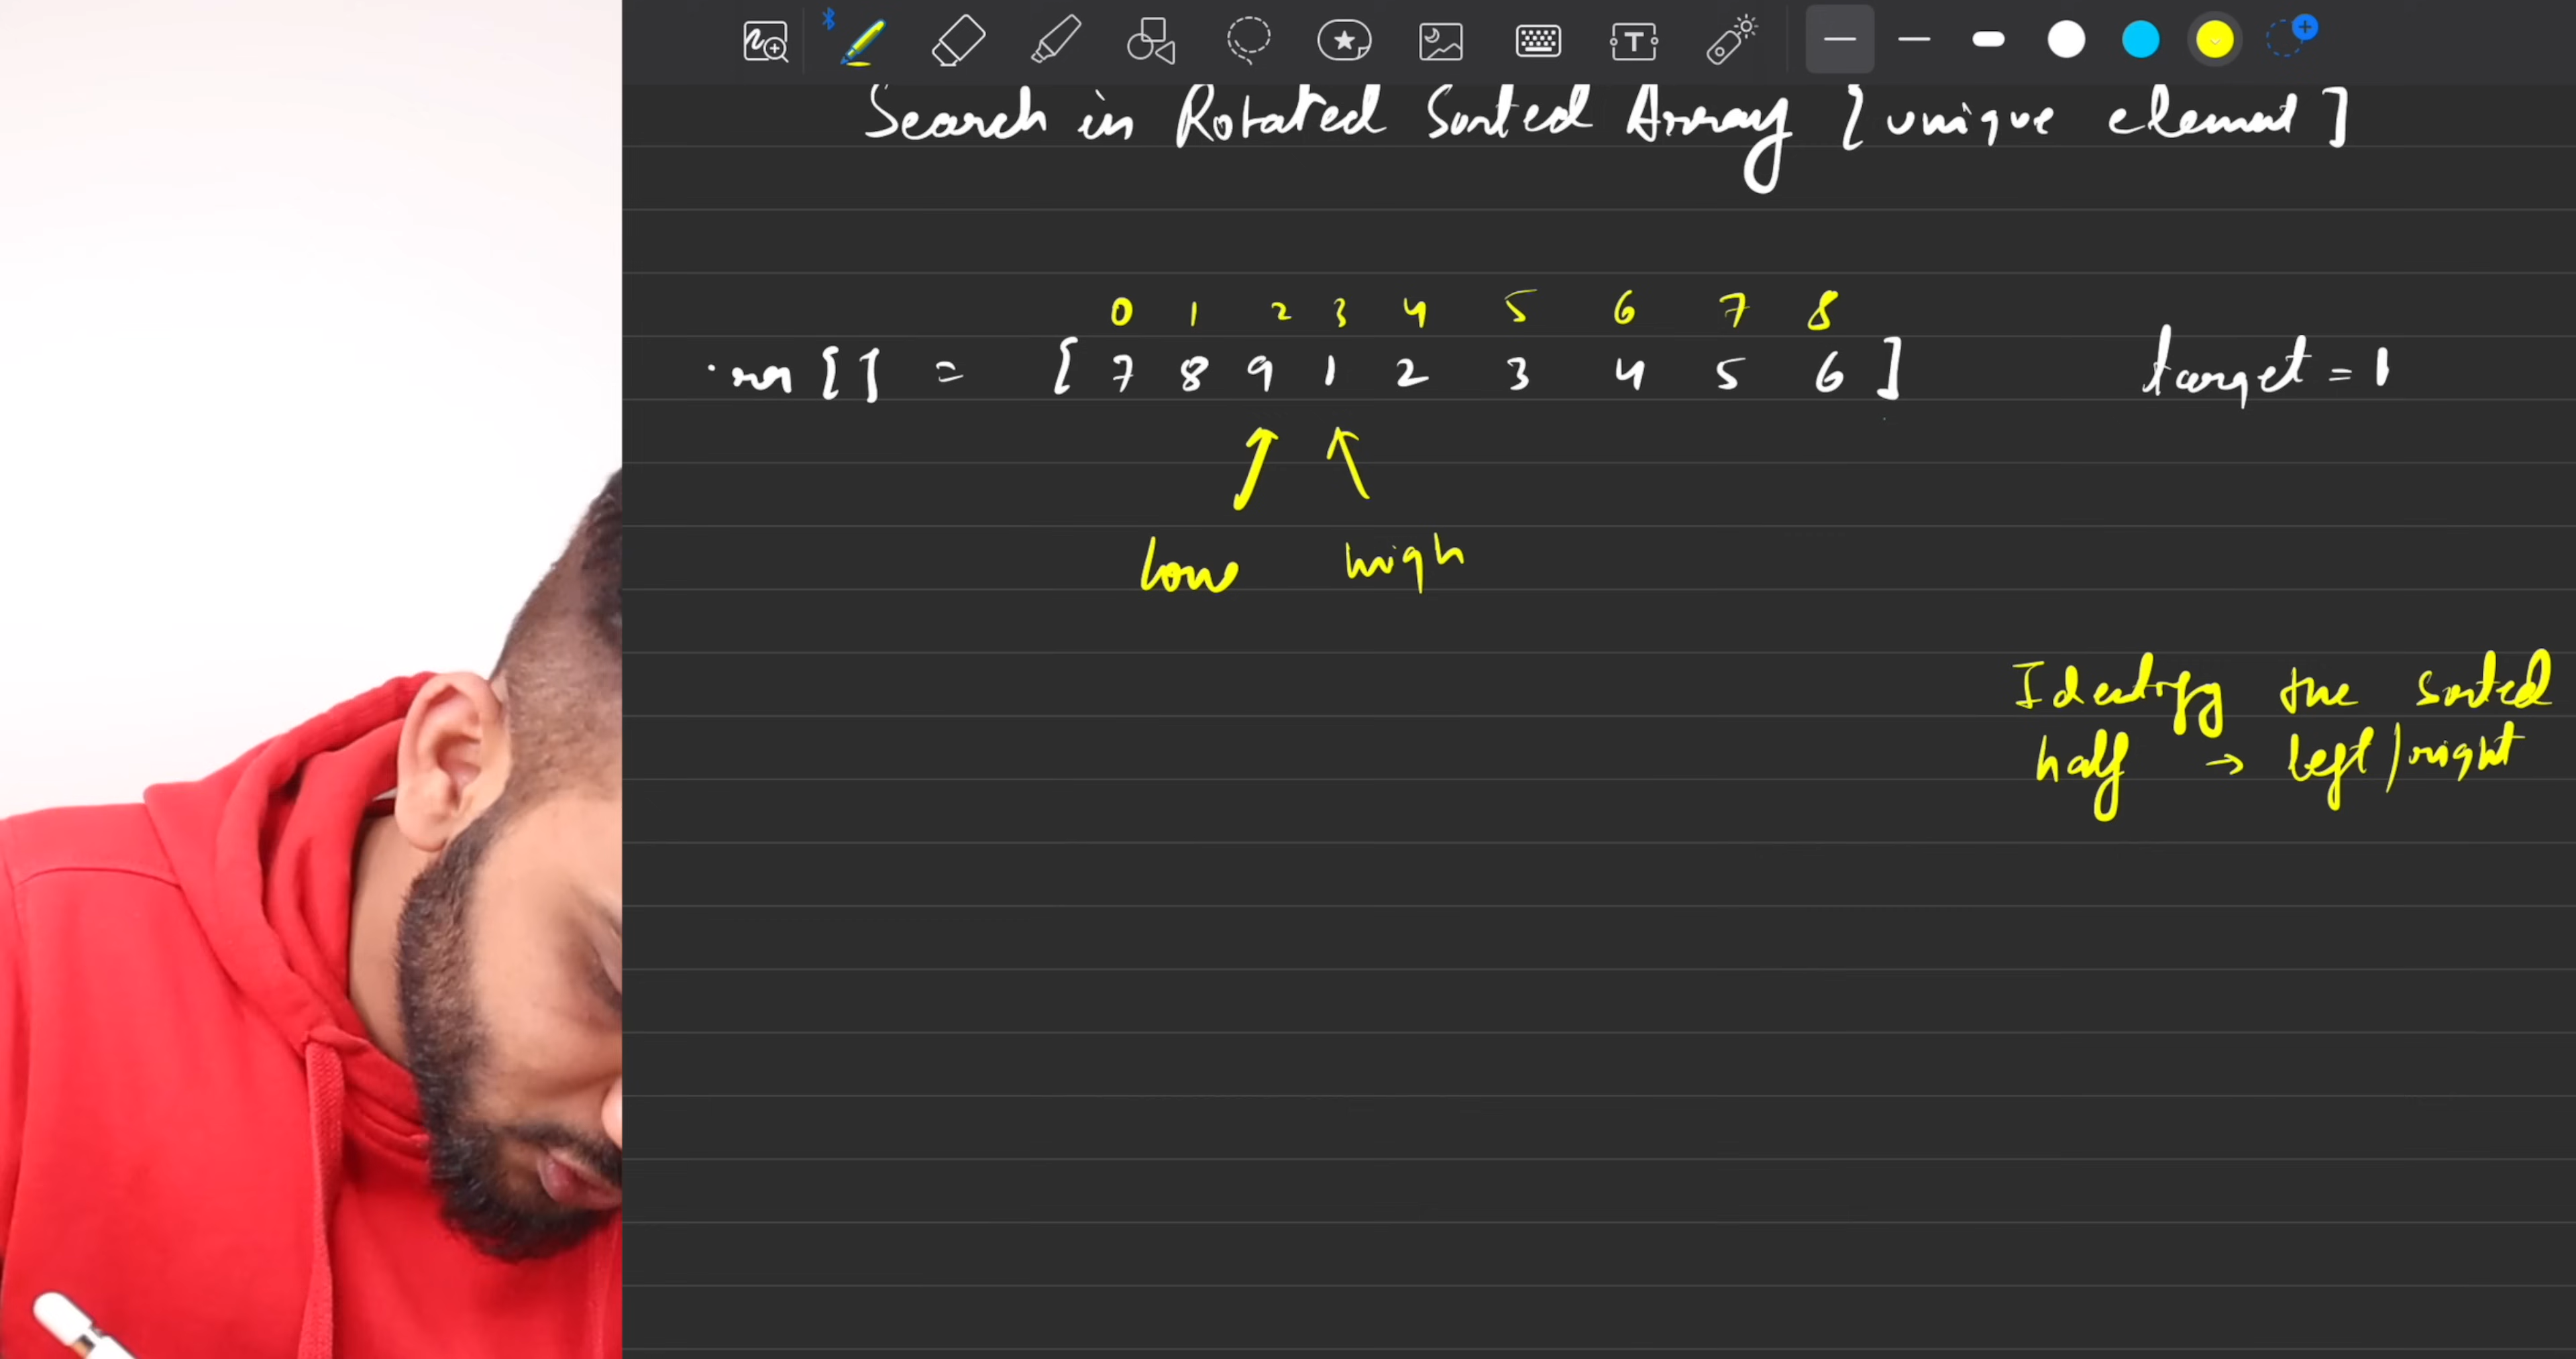 Search in Rotated Sorted Array [unique element]
0 1 2 3 4 5 6 7 8
arr[] = [7 8 9 1 2 3 4 5 6] target = 1
low high
Identify the sorted
half → left/right